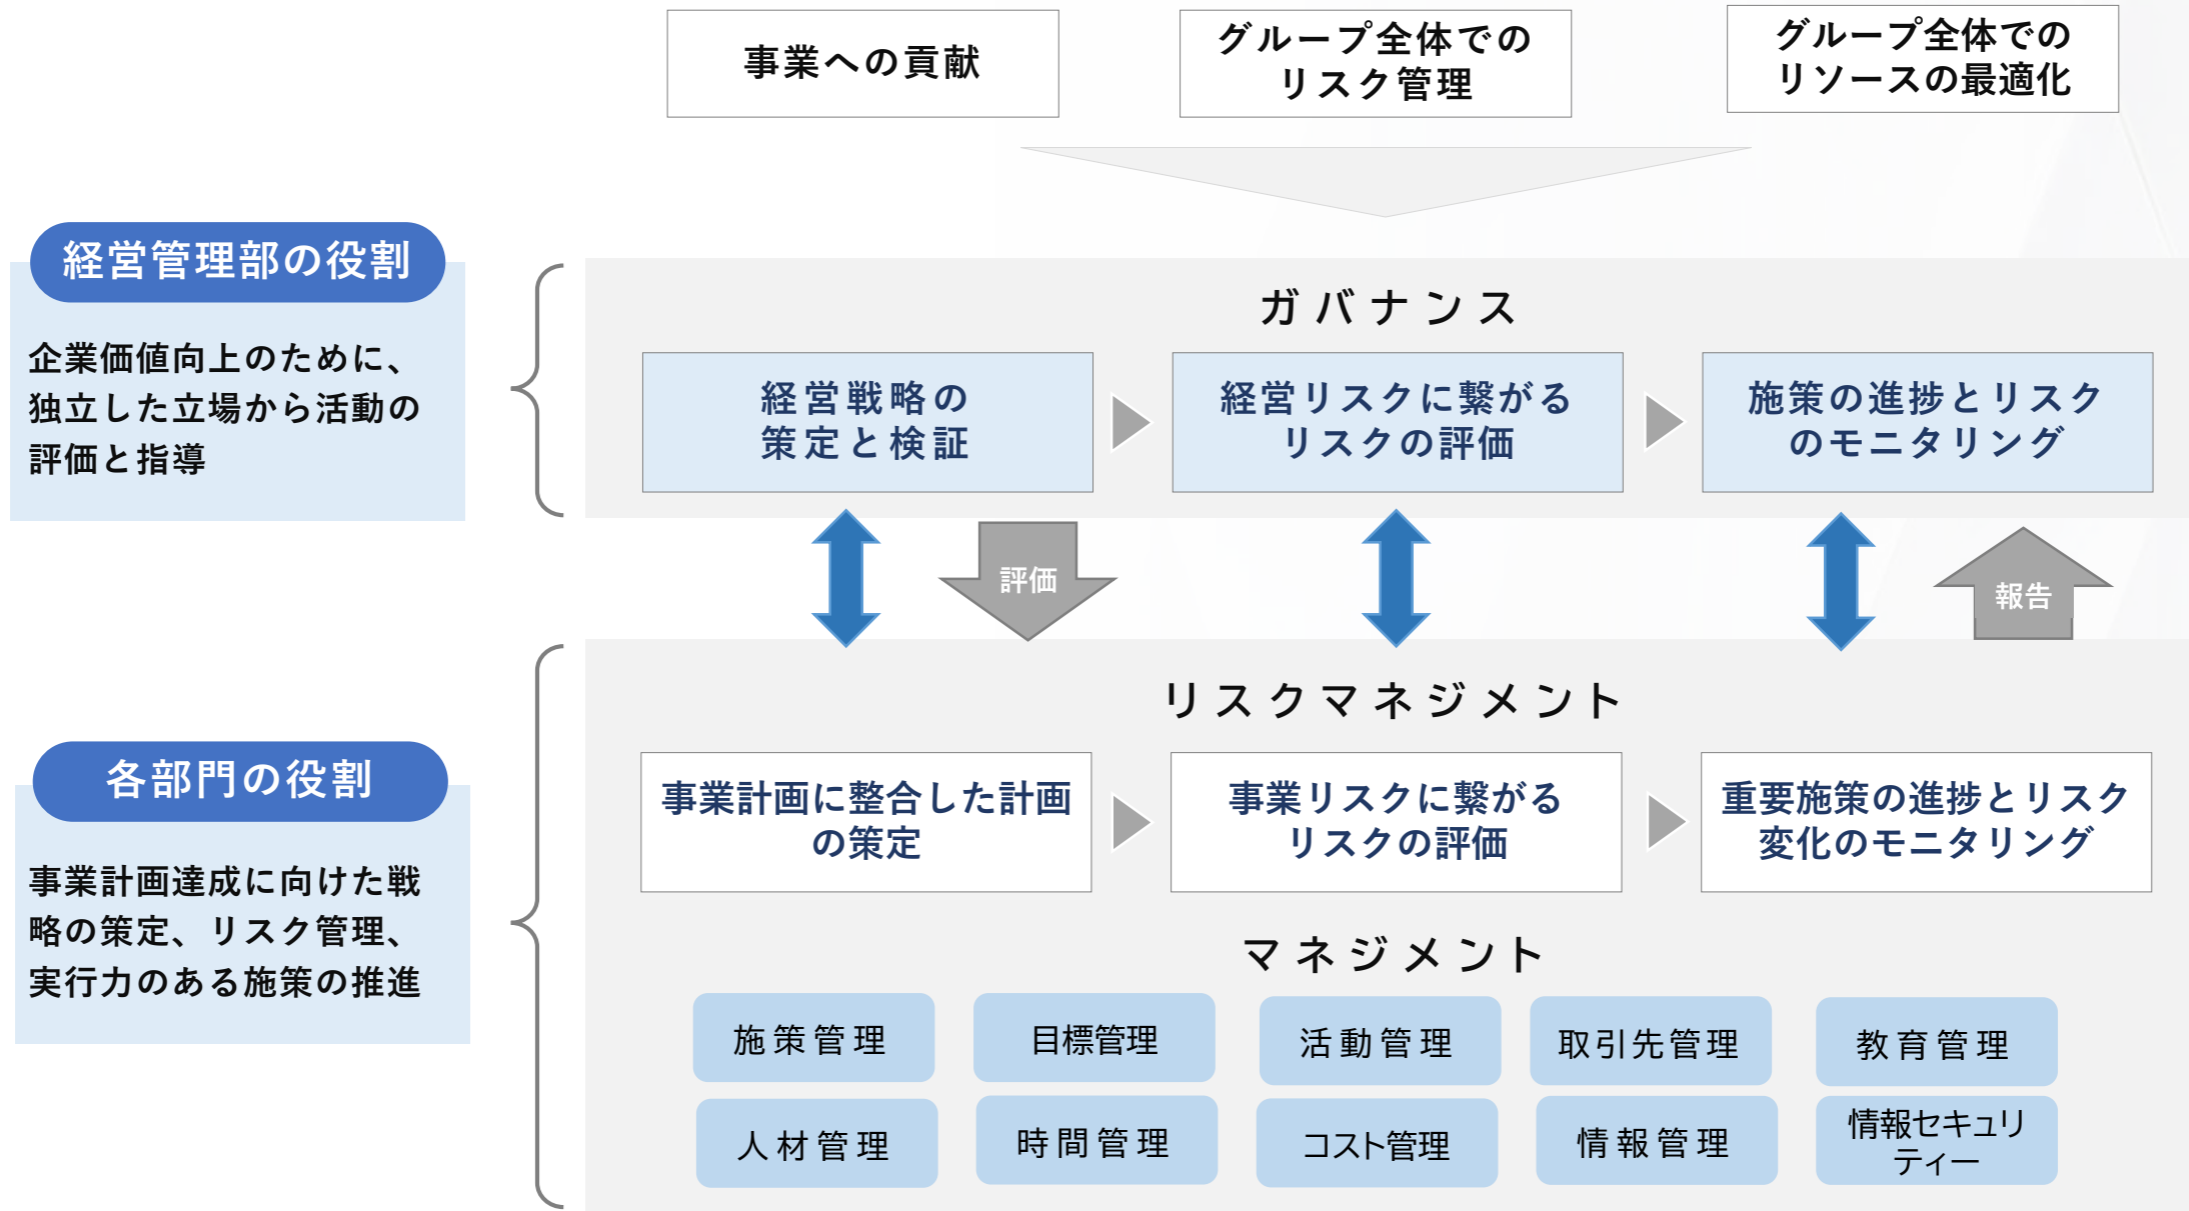 事業への貢献
グループ全体での
リスク管理
グループ全体での
リソースの最適化
経営管理部の役割
企業価値向上のために、
独立した立場から活動の
評価と指導
ガバナンス
経営戦略の
策定と検証
経営リスクに繋がる
リスクの評価
施策の進捗とリスク
のモニタリング
評価
報告
各部門の役割
事業計画達成に向けた戦
略の策定、リスク管理、
実行力のある施策の推進
リスクマネジメント
事業計画に整合した計画
の策定
事業リスクに繋がる
リスクの評価
重要施策の進捗とリスク
変化のモニタリング
マネジメント
施策管理
目標管理
活動管理
取引先管理
教育管理
人材管理
時間管理
コスト管理
情報管理
情報セキュリ
ティー